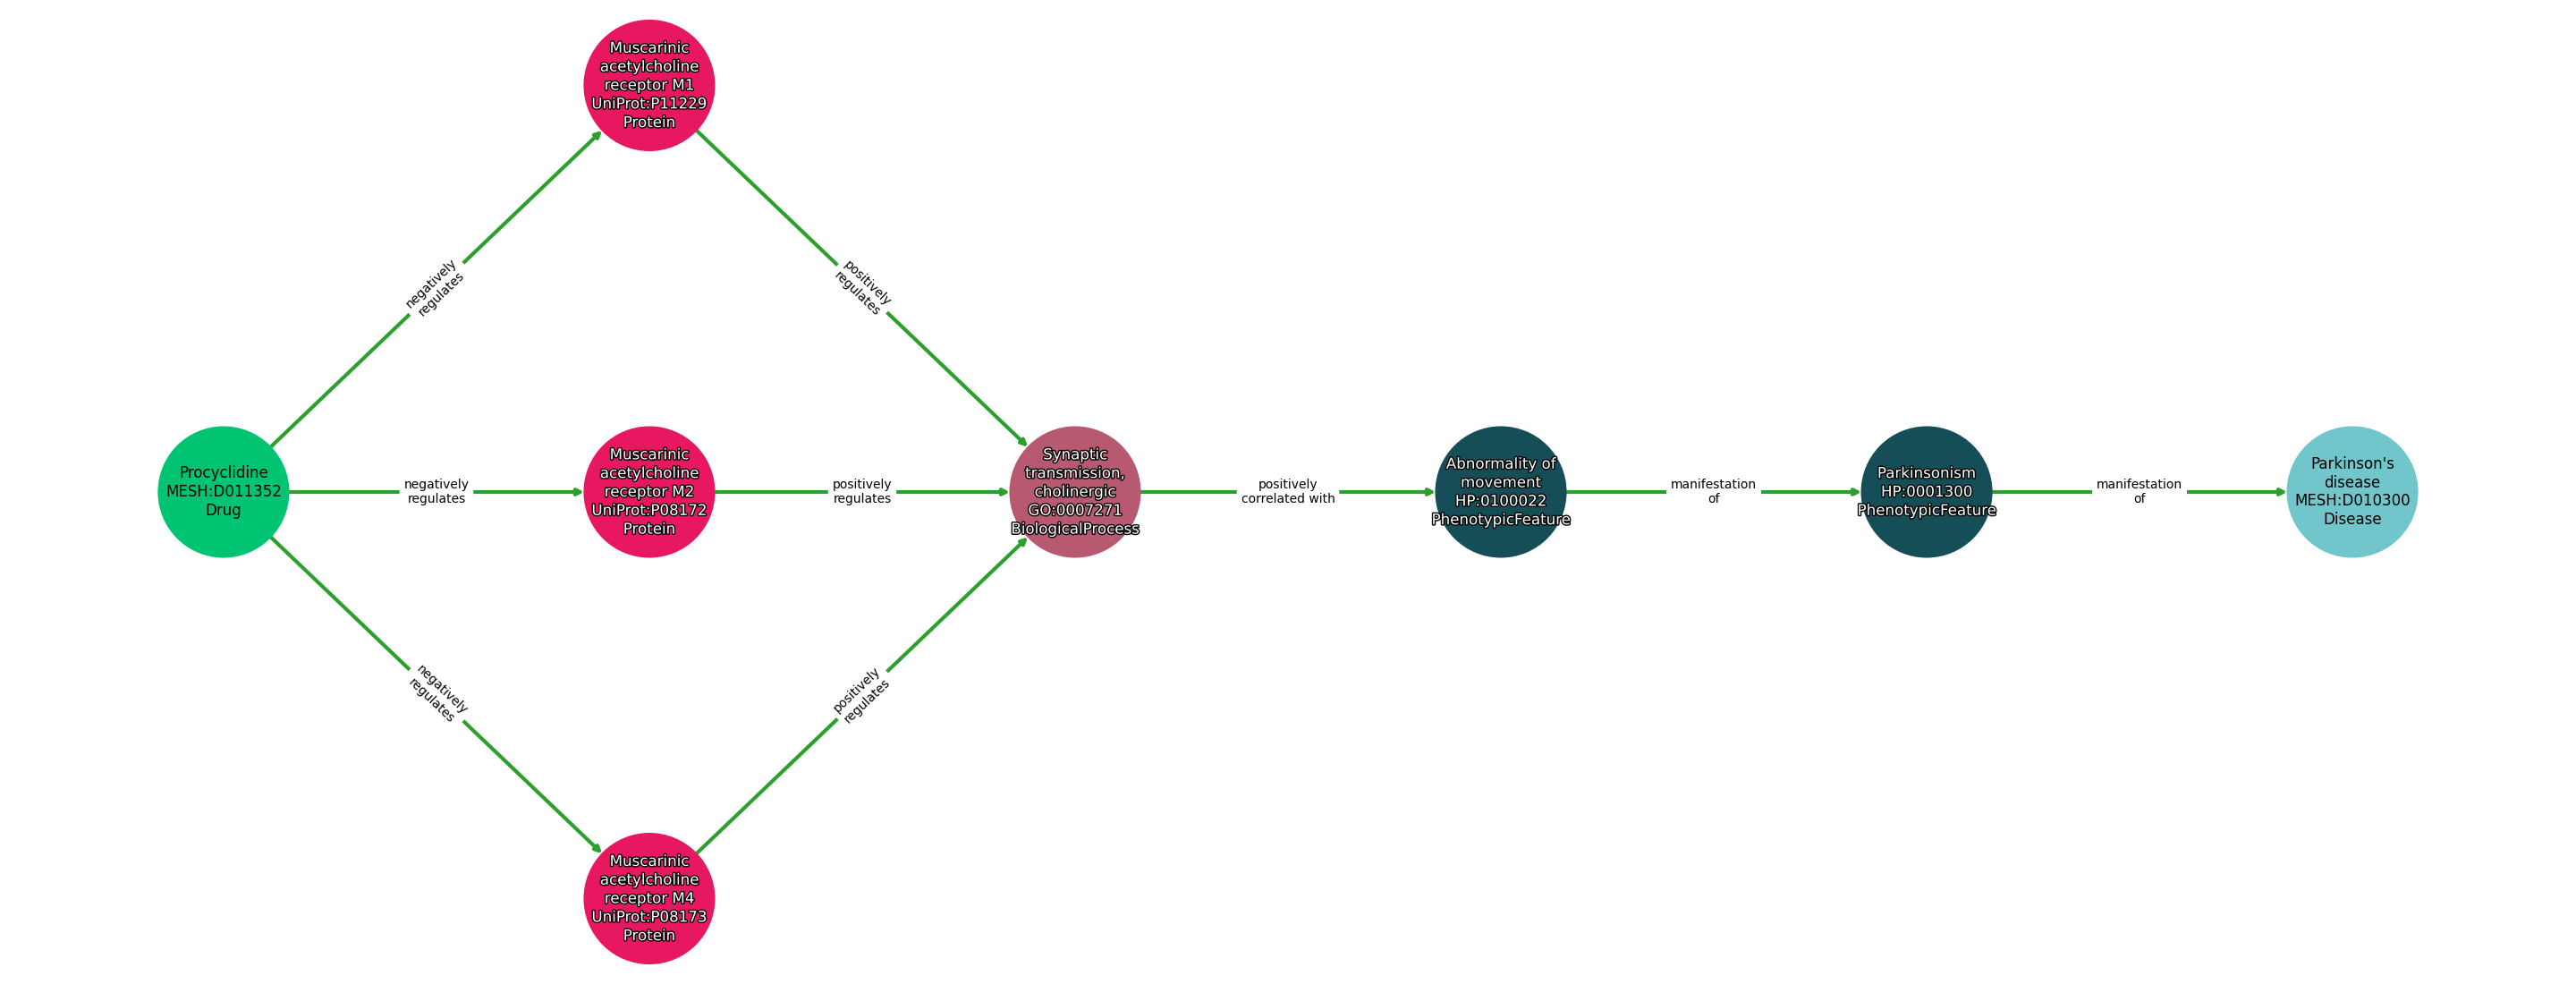 Muscarinic
acetylcholine
receptor M1
UniProt:P11229
Protein
negatively
regulates
positively
regulates
Procyclidine
MESH:D011352
Drug
negatively
regulates
Muscarinic
acetylcholine
receptor M2
UniProt:P08172
Protein
positively
regulates
Synaptic
transmission,
cholinergic
GO:0007271
BiologicalProcess
positively
correlated with
Abnormality of
movement
HP:0100022
PhenotypicFeature
manifestation
of
Parkinsonism
HP:0001300
PhenotypicFeature
manifestation
of
Parkinson's
disease
MESH:D010300
Disease
negatively
regulates
positively
regulates
Muscarinic
acetylcholine
receptor M4
UniProt:P08173
Protein